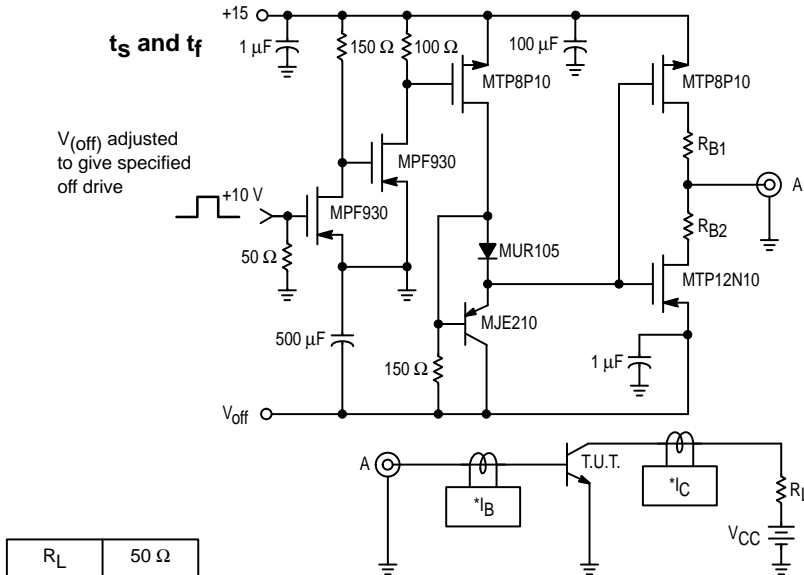 +15
t_s and t_f
1 μF
150 Ω
100 Ω
100 μF
MTP8P10
MTP8P10
V_(off) adjusted
to give specified
off drive
+10 V
MPF930
MPF930
R_B1
A
R_B2
50 Ω
MUR105
MTP12N10
MJE210
500 μF
150 Ω
1 μF
V_off
A
T.U.T.
*I_B
*I_C
R_L
V_CC
R_L 50 Ω